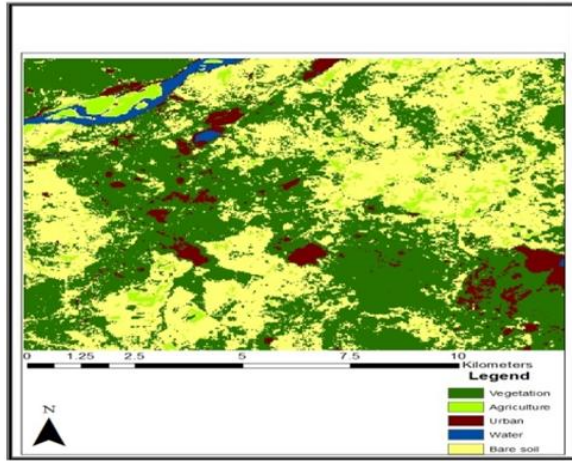 0 1.25 2.5 5 7.5 10
Kilometers
Legend
Vegetation
Agriculture
Urban
Water
Bare soil
N